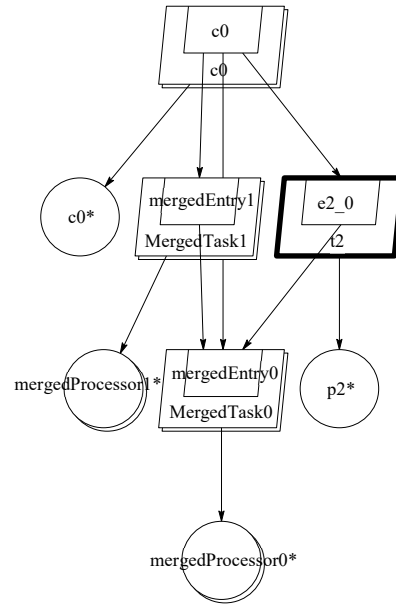 c0
c0
c0*
mergedEntry1
MergedTask1
e2_0
t2
mergedProcessor1*
mergedEntry0
MergedTask0
p2*
mergedProcessor0*